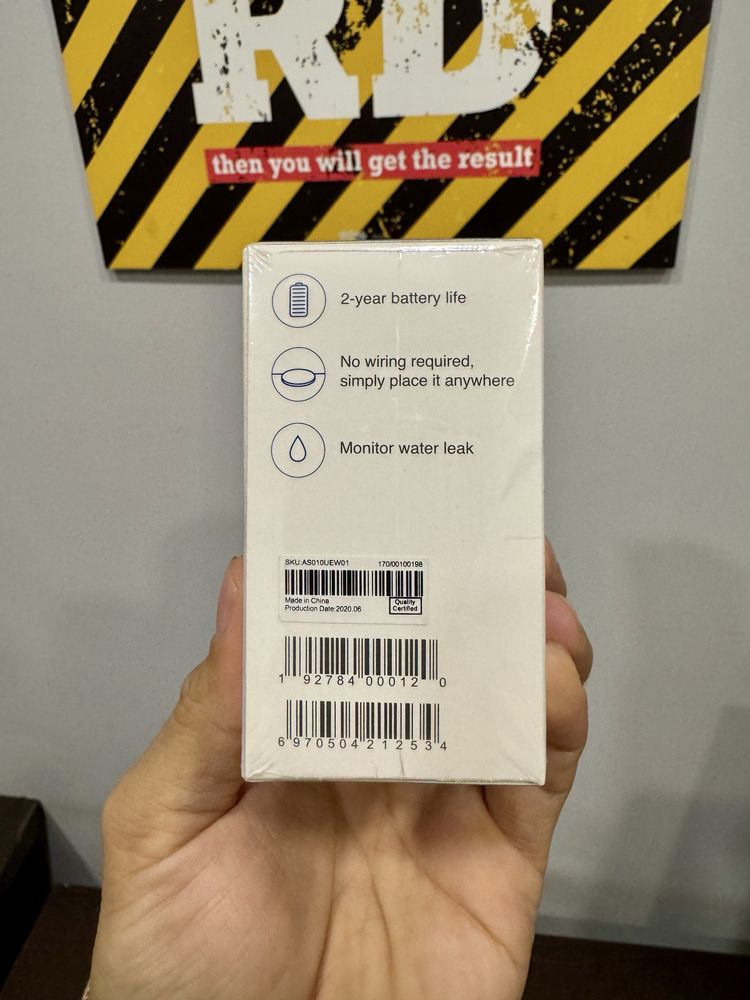 RD
then you will get the result
2-year battery life
No wiring required,
simply place it anywhere
Monitor water leak
SKU:AS010UEW01 170/00100198
Made in China
Production Date:2020.06
Quality
Certified
1 92784 00012 0
6 970504 212534